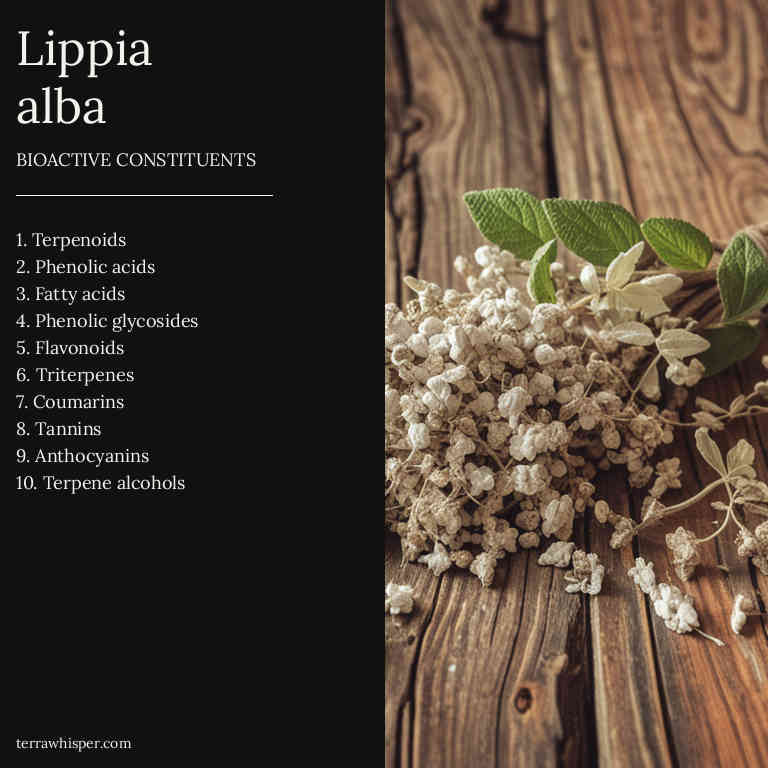 Lippia
alba
BIOACTIVE CONSTITUENTS
1. Terpenoids
2. Phenolic acids
3. Fatty acids
4. Phenolic glycosides
5. Flavonoids
6. Triterpenes
7. Coumarins
8. Tannins
9. Anthocyanins
10. Terpene alcohols
terrawhisper.com